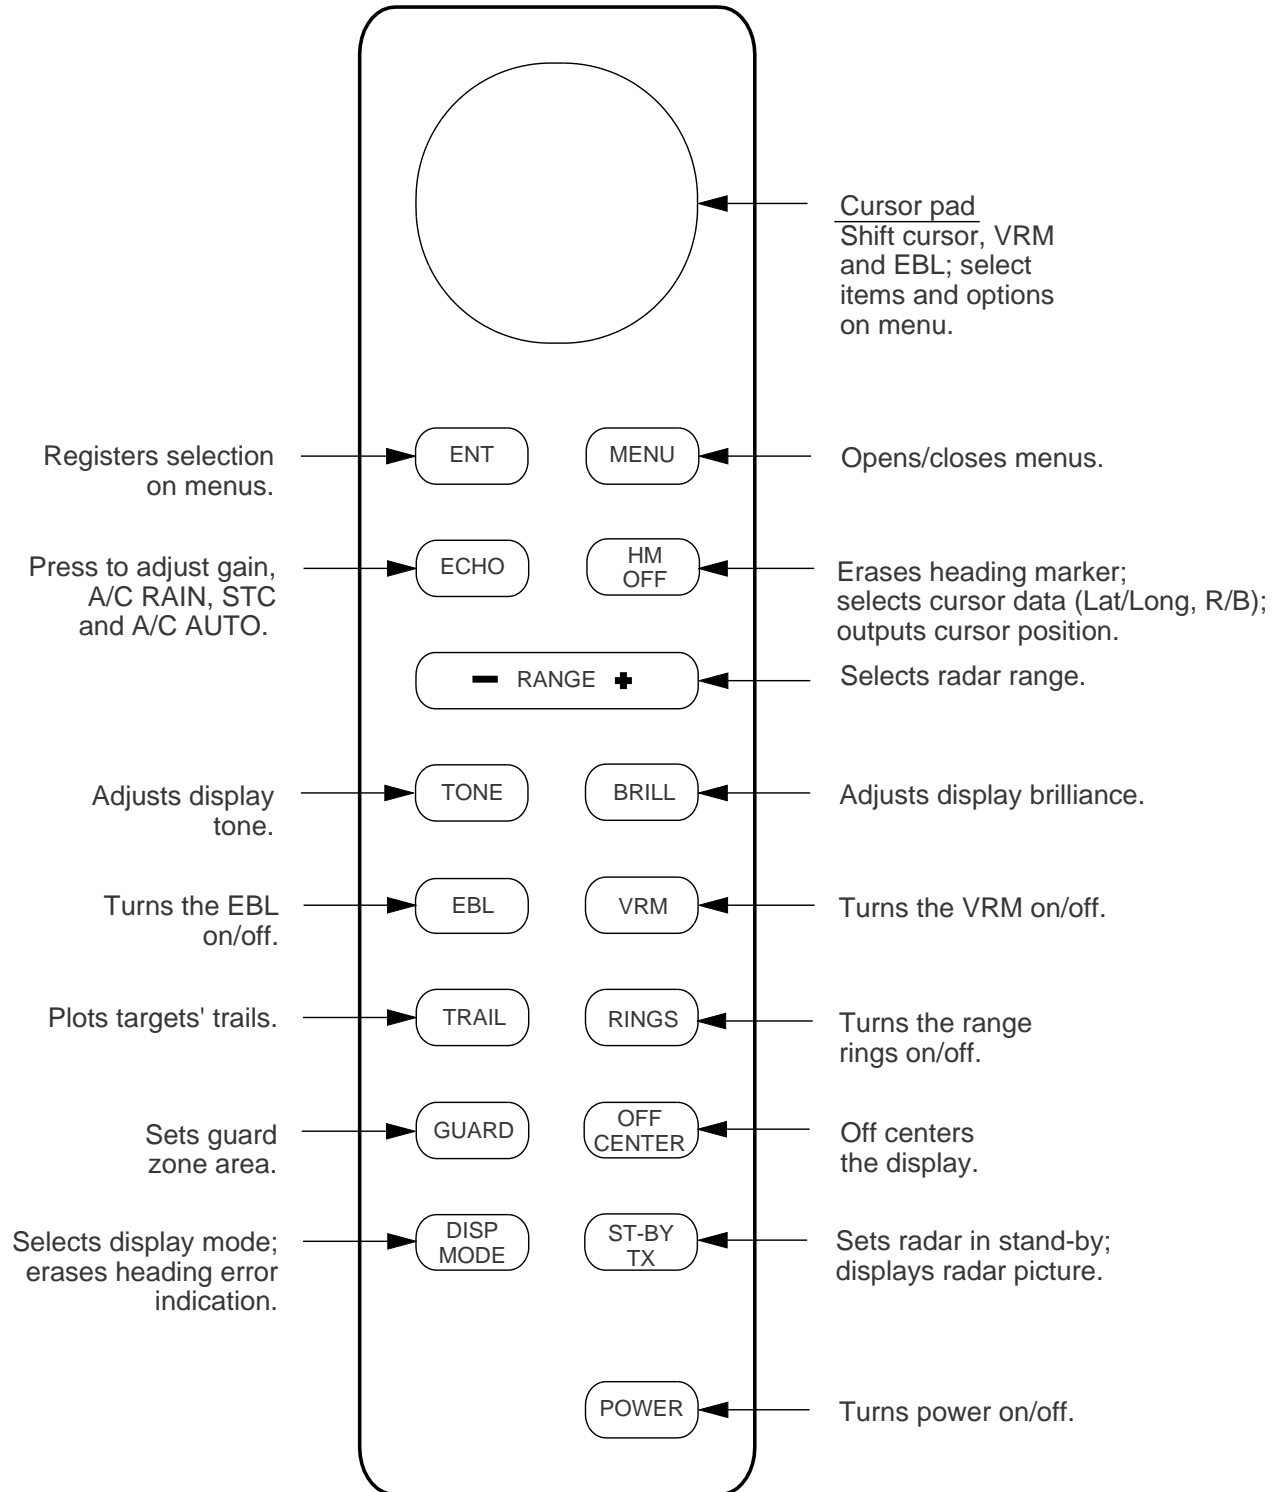 Cursor pad
Shift cursor, VRM
and EBL; select
items and options
on menu.
Registers selection
on menus.
ENT
MENU
Opens/closes menus.
Press to adjust gain,
A/C RAIN, STC
and A/C AUTO.
ECHO
HM
OFF
Erases heading marker;
selects cursor data (Lat/Long, R/B);
outputs cursor position.
- RANGE +
Selects radar range.
Adjusts display
tone.
TONE
BRILL
Adjusts display brilliance.
Turns the EBL
on/off.
EBL
VRM
Turns the VRM on/off.
Plots targets' trails.
TRAIL
RINGS
Turns the range
rings on/off.
Sets guard
zone area.
GUARD
OFF
CENTER
Off centers
the display.
Selects display mode;
erases heading error
indication.
DISP
MODE
ST-BY
TX
Sets radar in stand-by;
displays radar picture.
POWER
Turns power on/off.